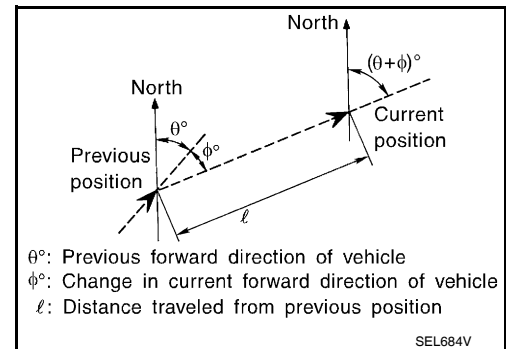 North
(θ+ϕ)°
North
θ°
ϕ°
Current
position
Previous
position
ℓ
θ°: Previous forward direction of vehicle
ϕ°: Change in current forward direction of vehicle
ℓ: Distance traveled from previous position
SEL684V